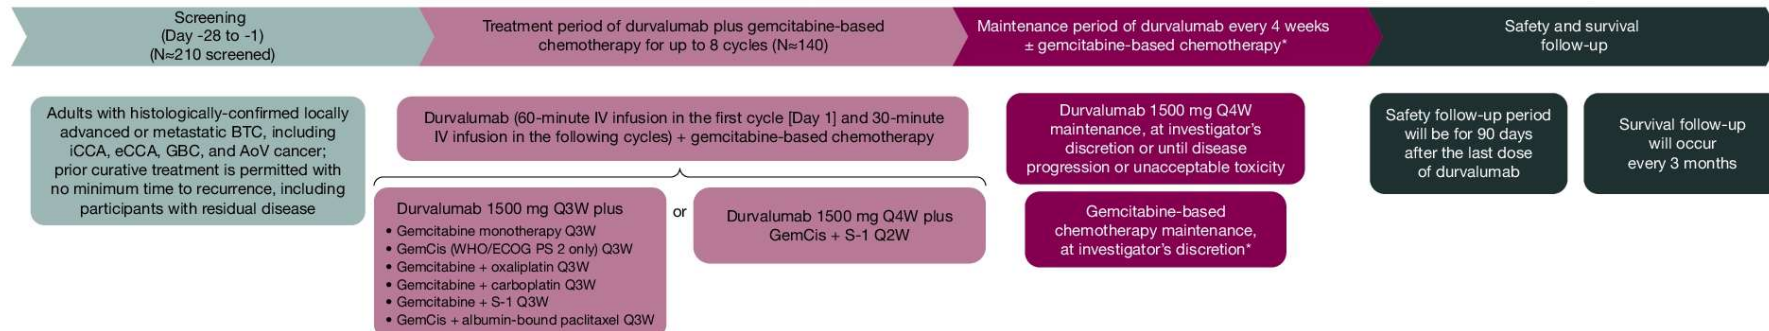 Screening
(Day -28 to -1)
(N≈210 screened)
Treatment period of durvalumab plus gemcitabine-based
chemotherapy for up to 8 cycles (N≈140)
Maintenance period of durvalumab every 4 weeks
± gemcitabine-based chemotherapy*
Safety and survival
follow-up
Adults with histologically-confirmed locally
advanced or metastatic BTC, including
iCCA, eCCA, GBC, and AoV cancer;
prior curative treatment is permitted with
no minimum time to recurrence, including
participants with residual disease
Durvalumab (60-minute IV infusion in the first cycle [Day 1] and 30-minute
IV infusion in the following cycles) + gemcitabine-based chemotherapy
Durvalumab 1500 mg Q3W plus
• Gemcitabine monotherapy Q3W
• GemCis (WHO/ECOG PS 2 only) Q3W
• Gemcitabine + oxaliplatin Q3W
• Gemcitabine + carboplatin Q3W
• Gemcitabine + S-1 Q3W
• GemCis + albumin-bound paclitaxel Q3W
or
Durvalumab 1500 mg Q4W plus
GemCis + S-1 Q2W
Durvalumab 1500 mg Q4W
maintenance, at investigator's
discretion or until disease
progression or unacceptable toxicity
Gemcitabine-based
chemotherapy maintenance,
at investigator's discretion*
Safety follow-up period
will be for 90 days
after the last dose
of durvalumab
Survival follow-up
will occur
every 3 months